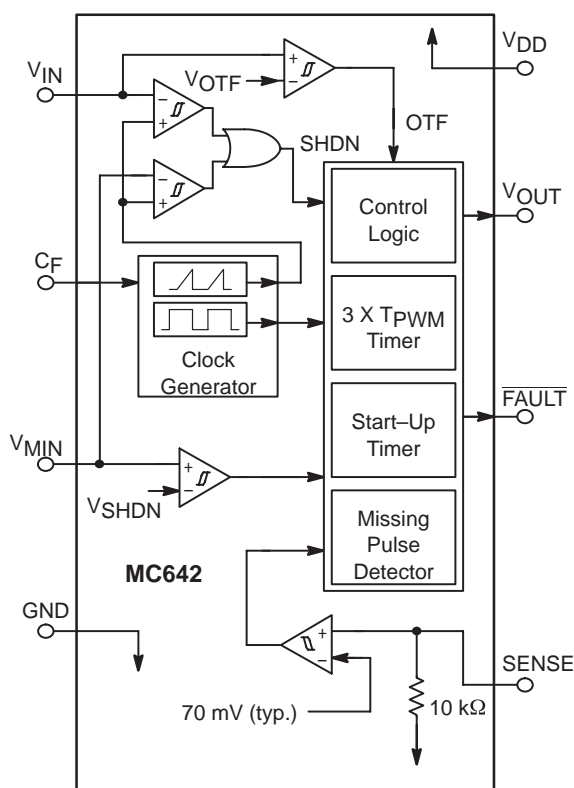 VDD
VIN
VOTF
OTF
SHDN
Control
Logic
VOUT
CF
3 X TPWM
Timer
Clock
Generator
FAULT
Start–Up
Timer
VMIN
VSHDN
Missing
Pulse
Detector
MC642
GND
SENSE
70 mV (typ.)
10 kΩ
+
−
−
+
−
+
+
−
+
−